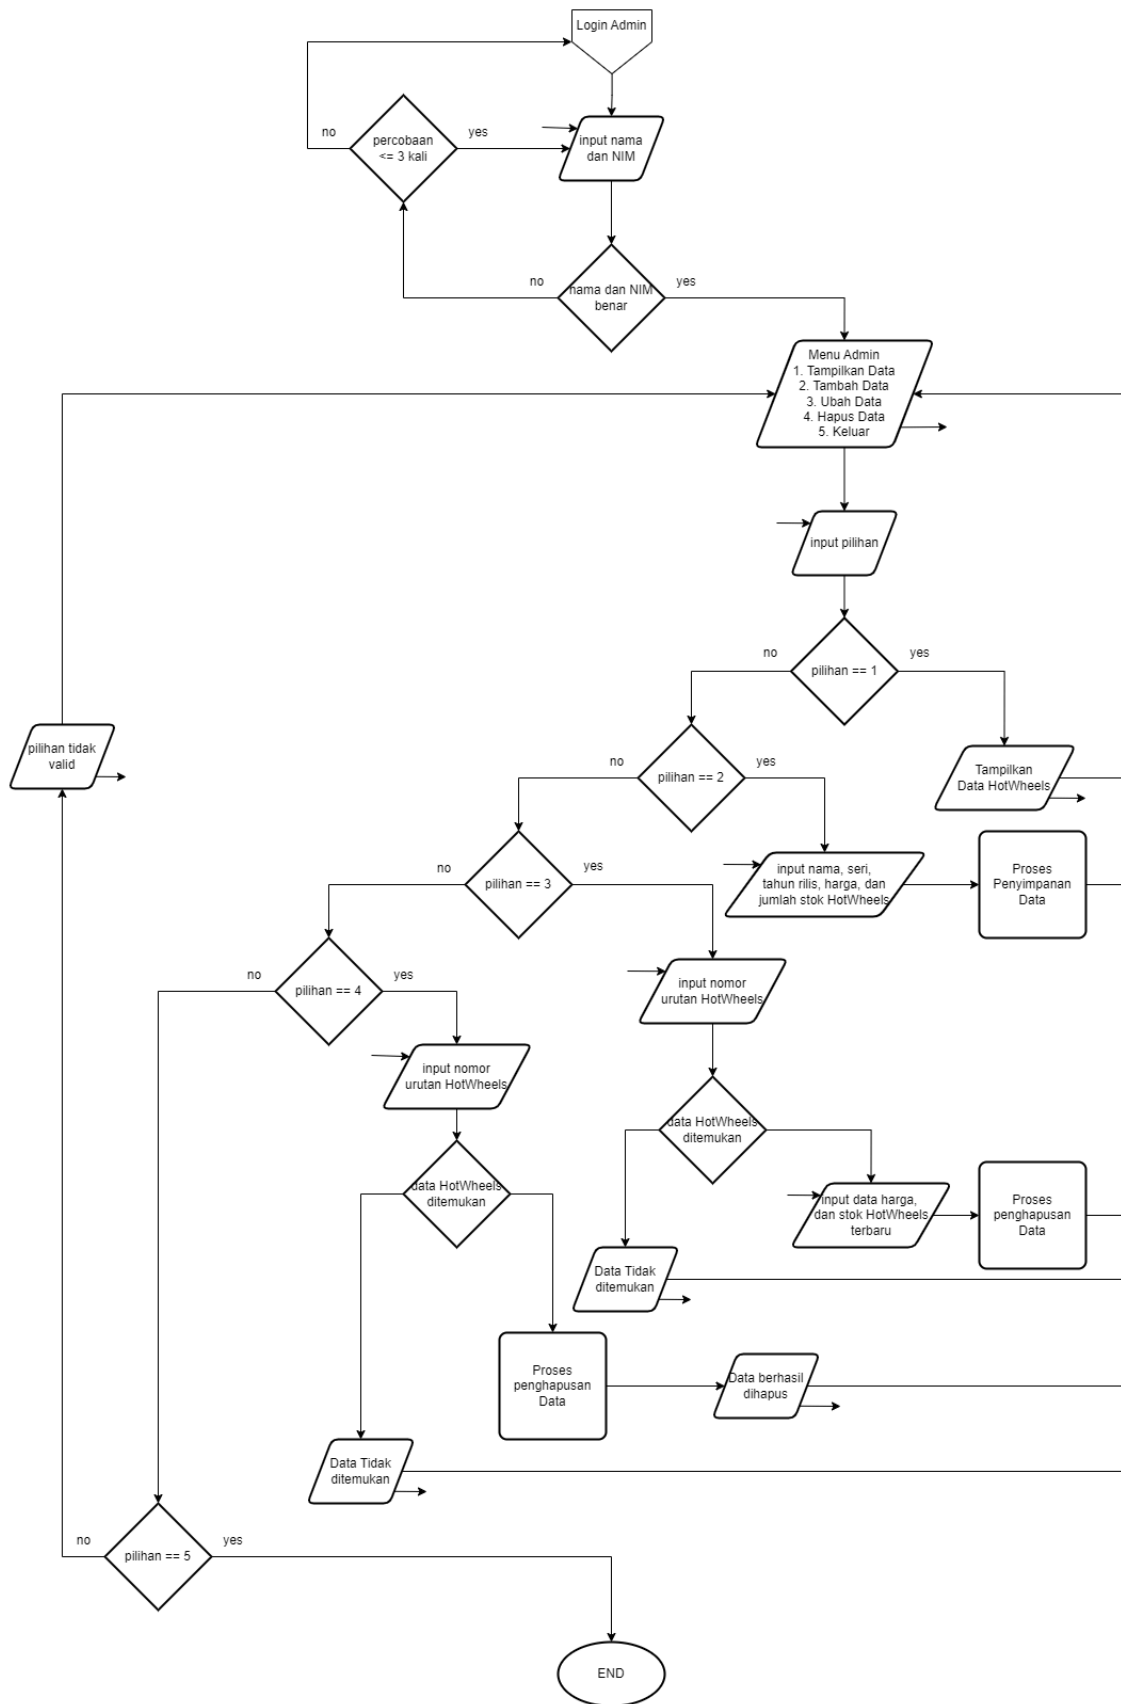 Login Admin
no
percobaan
<= 3 kali
yes
input nama
dan NIM
no
nama dan NIM
benar
yes
Menu Admin
1. Tampilkan Data
2. Tambah Data
3. Ubah Data
4. Hapus Data
5. Keluar
input pilihan
no
pilihan == 1
yes
pilihan tidak
valid
no
pilihan == 2
yes
Tampilkan
Data HotWheels
no
pilihan == 3
yes
input nama, seri,
tahun rilis, harga, dan
jumlah stok HotWheels
Proses
Penyimpanan
Data
no
pilihan == 4
yes
input nomor
urutan HotWheels
input nomor
urutan HotWheels
data HotWheels
ditemukan
data HotWheels
ditemukan
input data harga,
dan stok HotWheels
terbaru
Proses
penghapusan
Data
Data Tidak
ditemukan
Proses
penghapusan
Data
Data berhasil
dihapus
Data Tidak
ditemukan
no
pilihan == 5
yes
END